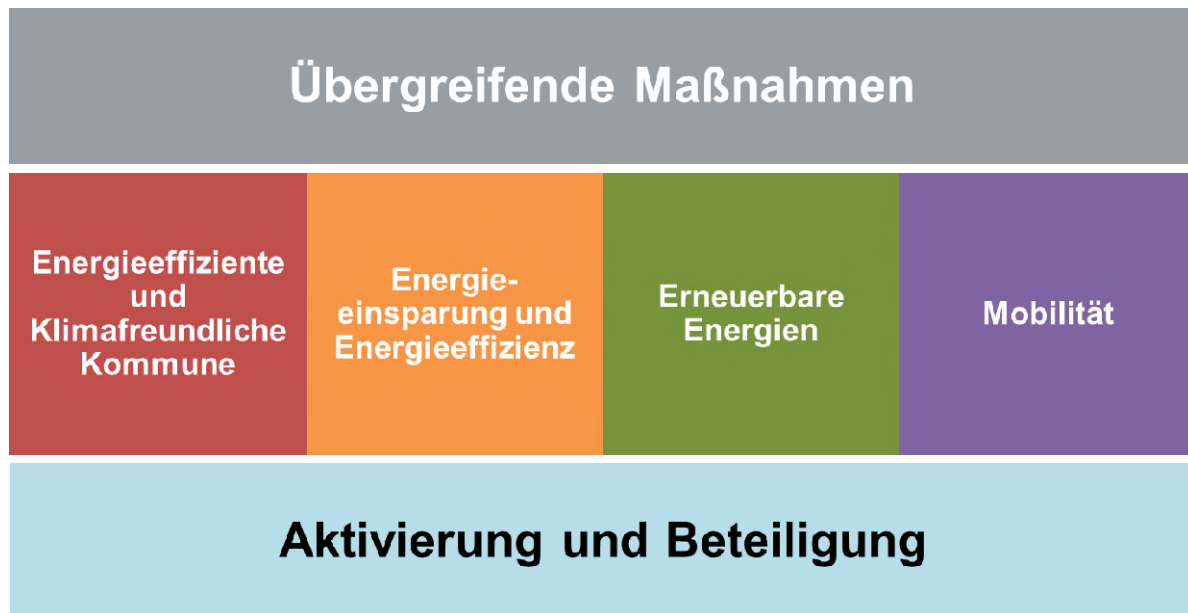 Übergreifende Maßnahmen
Energieeffiziente
und
Klimafreundliche
Kommune
Energie-
einsparung und
Energieeffizienz
Erneuerbare
Energien
Mobilität
Aktivierung und Beteiligung